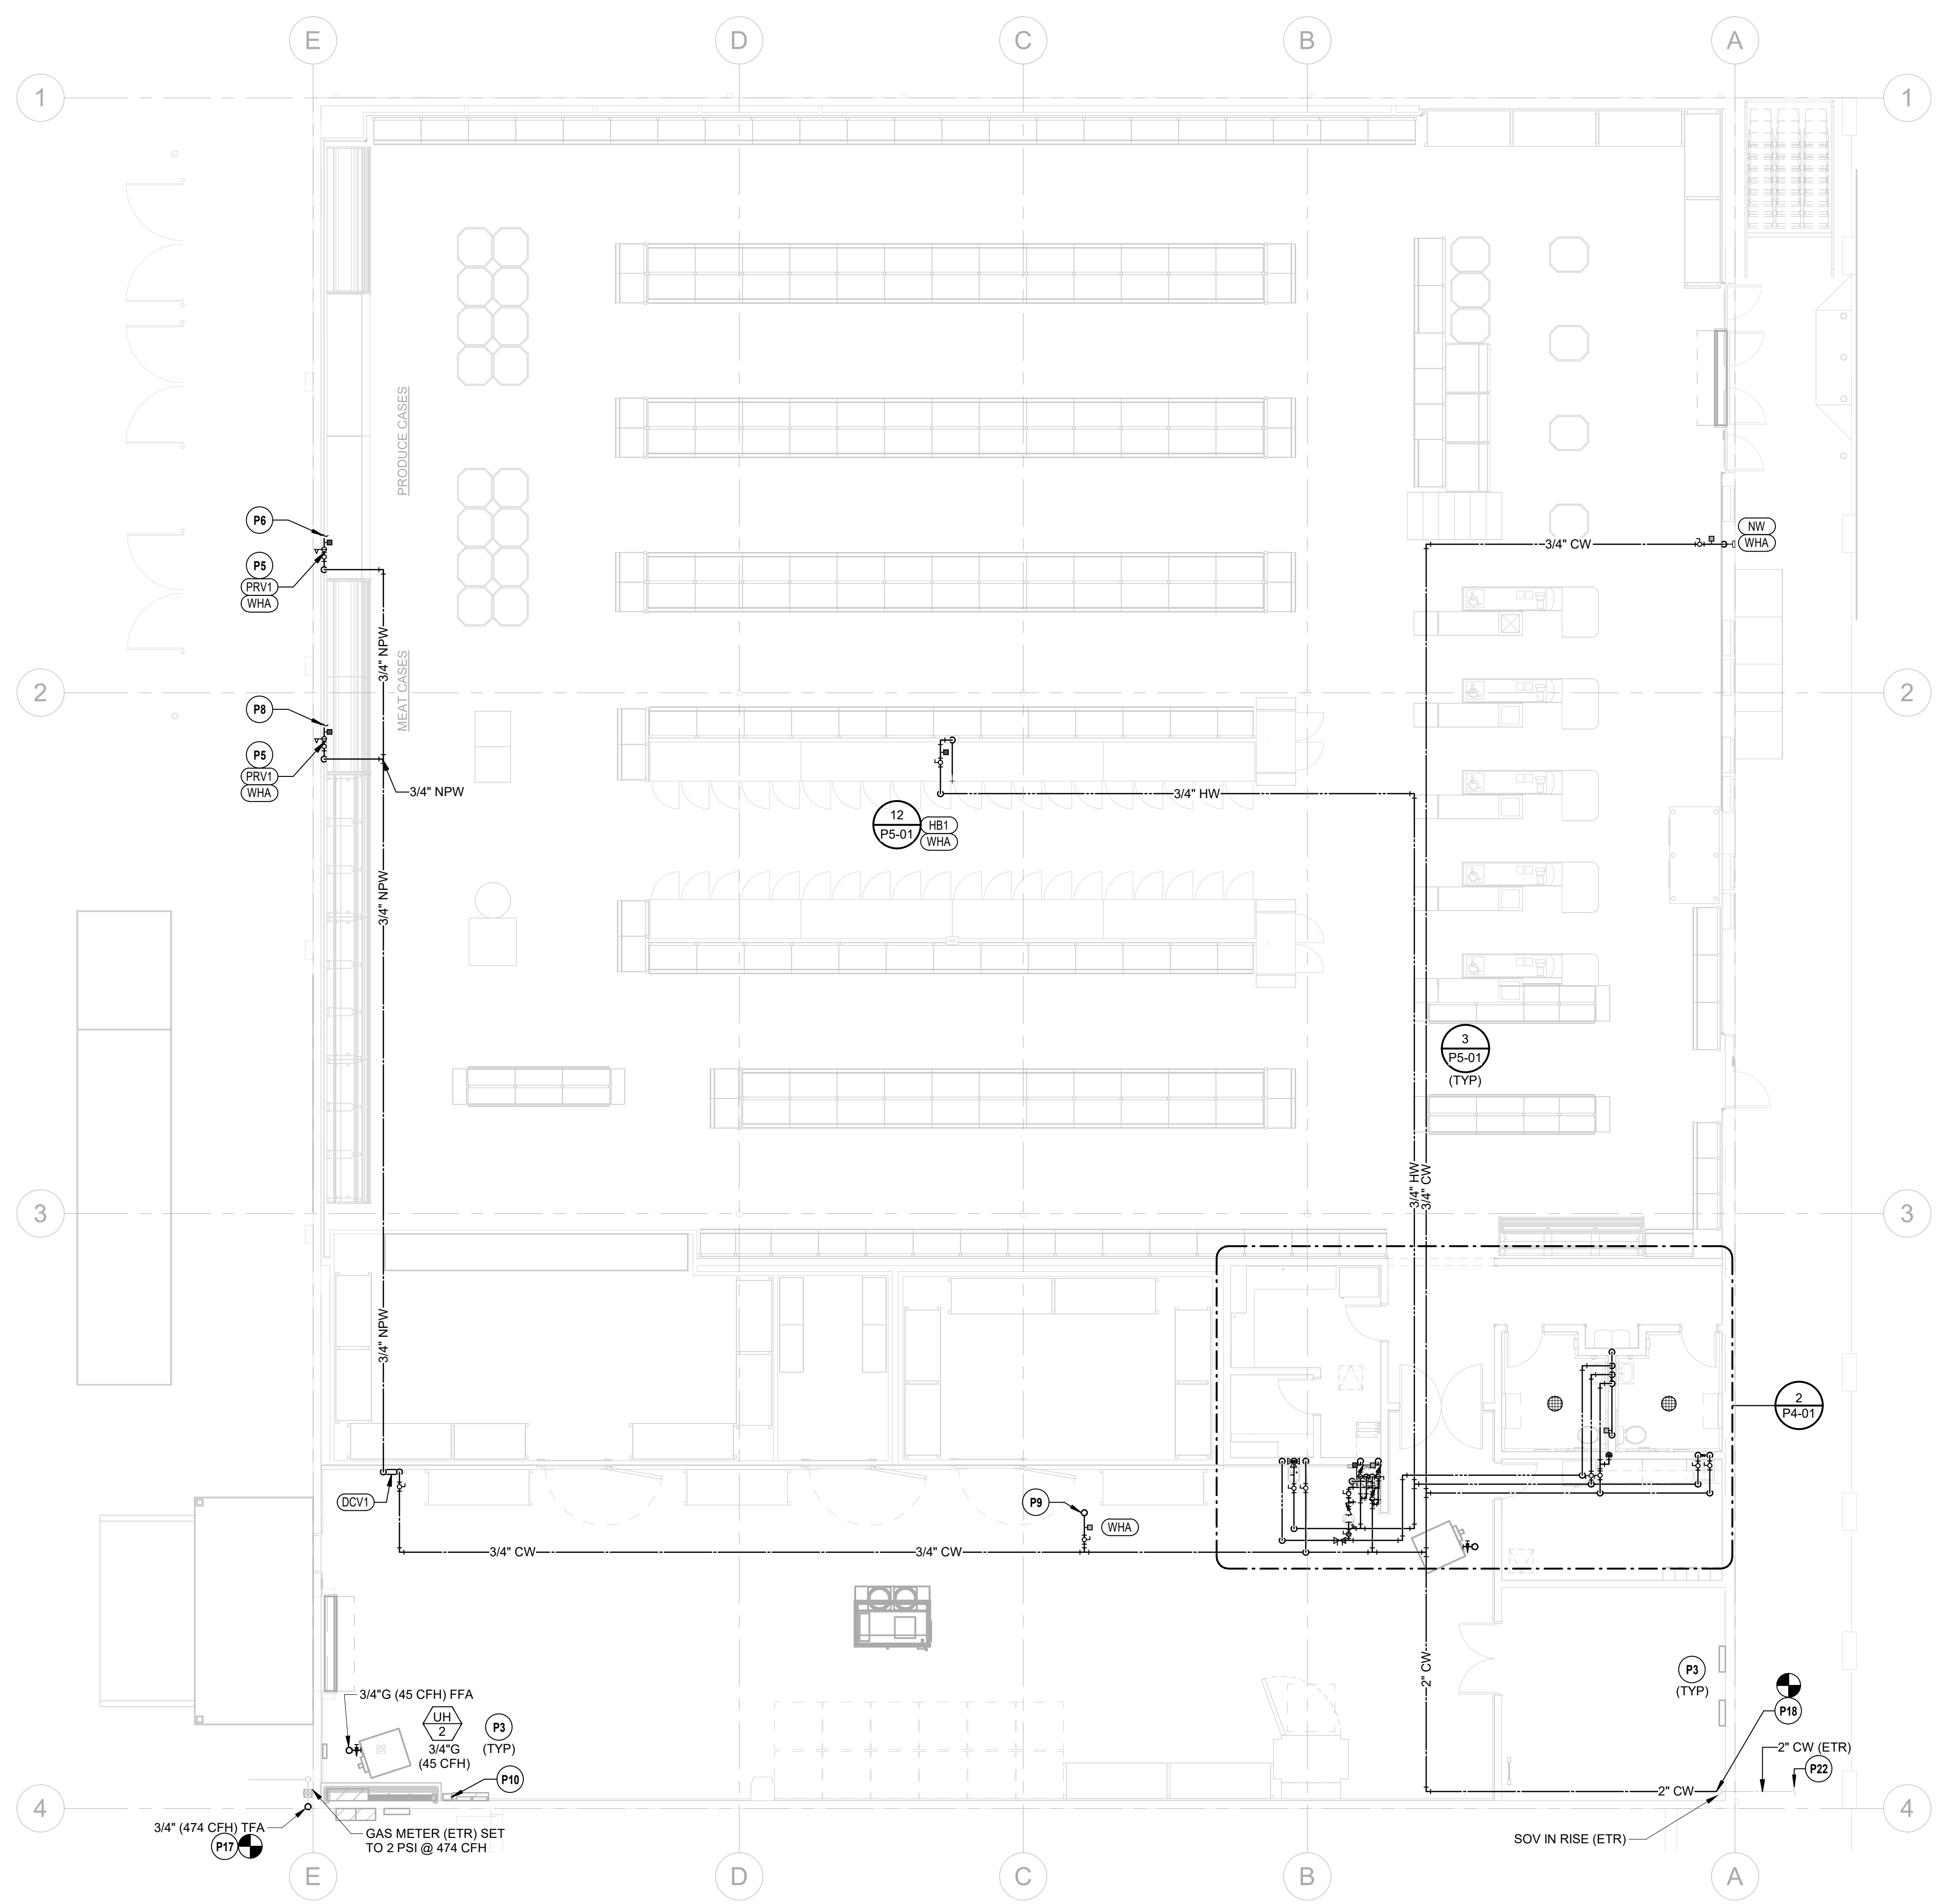 E
D
C
B
A
1
1
PRODUCE CASES
P6
P5
PRV1
WHA
3/4" CW
NW
WHA
3/4" NPW
MEAT CASES
2
2
P8
P5
PRV1
WHA
3/4" NPW
3/4" HW
12
P5-01
HB1
WHA
3/4" NPW
3
P5-01
(TYP)
3/4" HW
3/4" CW
3
3
3/4" NPW
2
P4-01
DCV1
P9
WHA
3/4" CW
3/4" CW
2" CW
3/4"G (45 CFH) FFA
UH
2
3/4"G
(45 CFH)
P3
(TYP)
P10
P3
(TYP)
P18
2" CW (ETR)
P22
2" CW
4
4
3/4" (474 CFH) TFA
P17
GAS METER (ETR) SET
TO 2 PSI @ 474 CFH
SOV IN RISE (ETR)
E
D
C
B
A